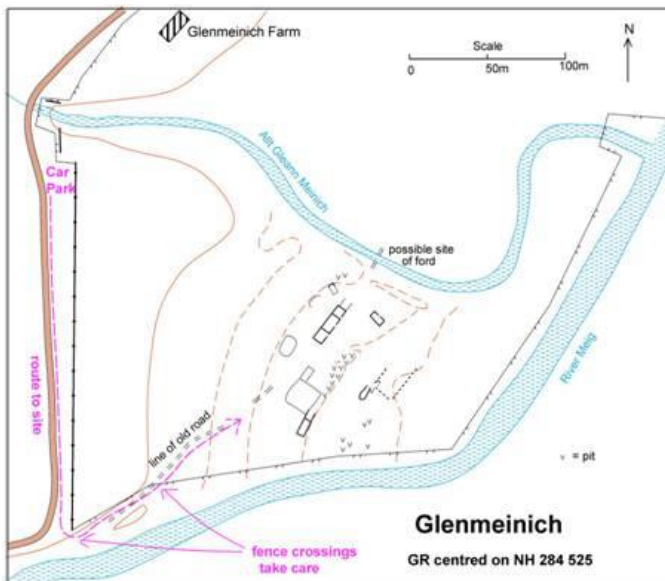 Glenmeinich Farm
Scale
0 50m 100m
N
Allt Gleann Meinich
Car
Park
possible site
of ford
route to site
River Meig
line of old road
v = pit
Glenmeinich
fence crossings
take care
GR centred on NH 284 525